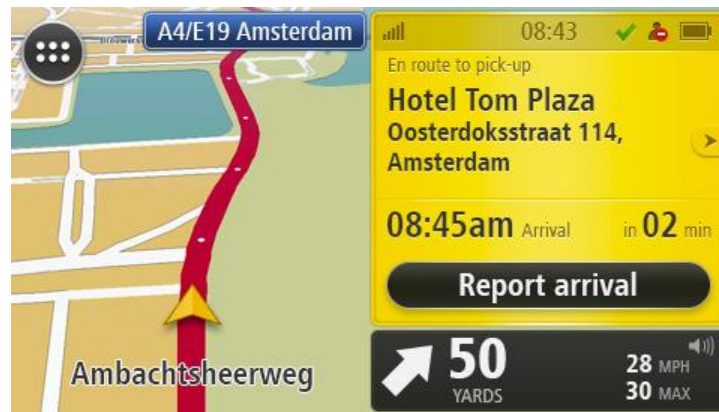 A4/E19 Amsterdam
08:43
En route to pick-up
Hotel Tom Plaza
Oosterdoksstraat 114,
Amsterdam
08:45am Arrival in 02 min
Report arrival
Ambachtsheerweg
50
YARDS
28 MPH
30 MAX